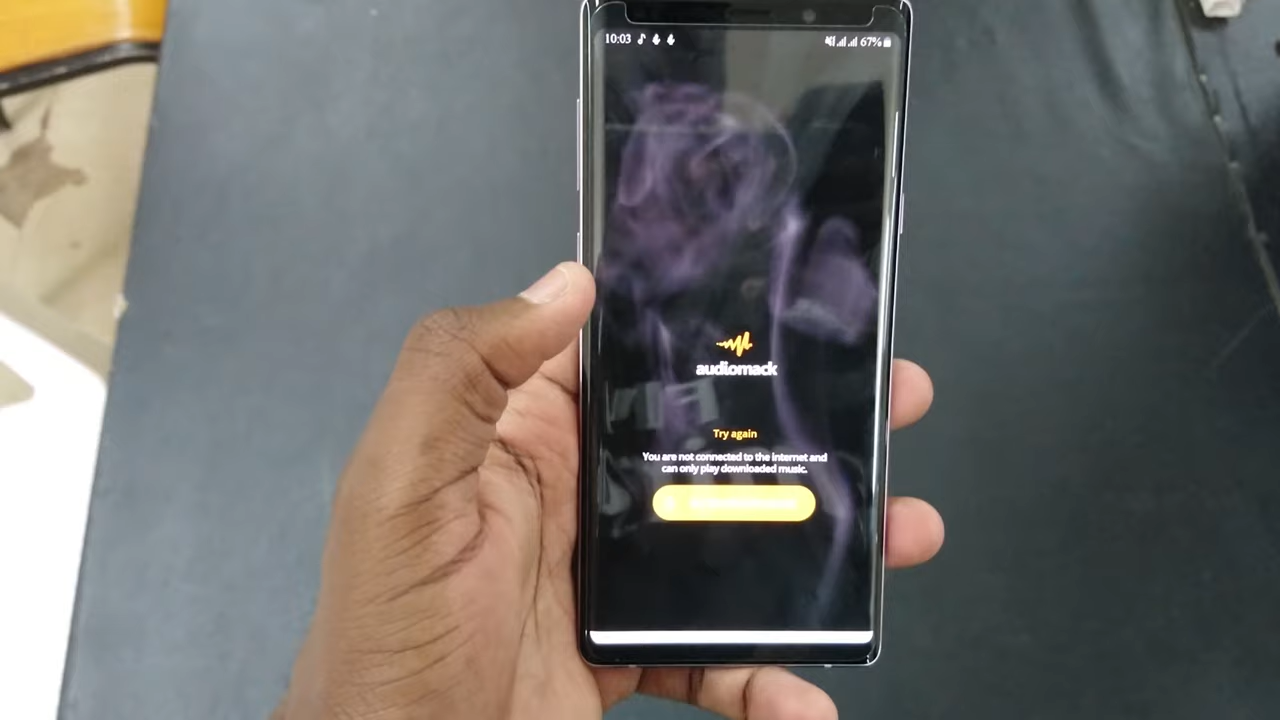 10:03 67%
audiomack
Try again
You are not connected to the internet and
can only play downloaded music.